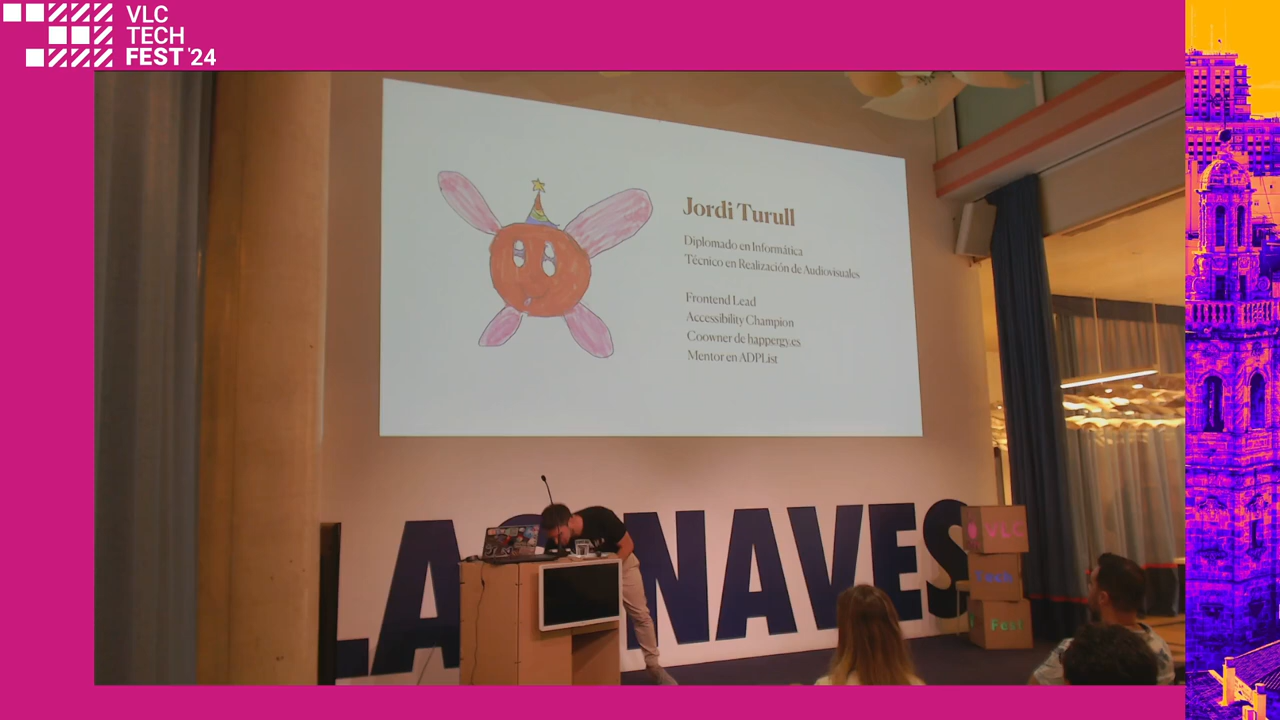 VLC
TECH
FEST '24
Jordi Turull
Diplomado en Informática
Técnico en Realización de Audiovisuales
Frontend Lead
Accessibility Champion
Coowner de happergy.es
Mentor en ADPList
LAS NAVES
VLC
Tech
Fest